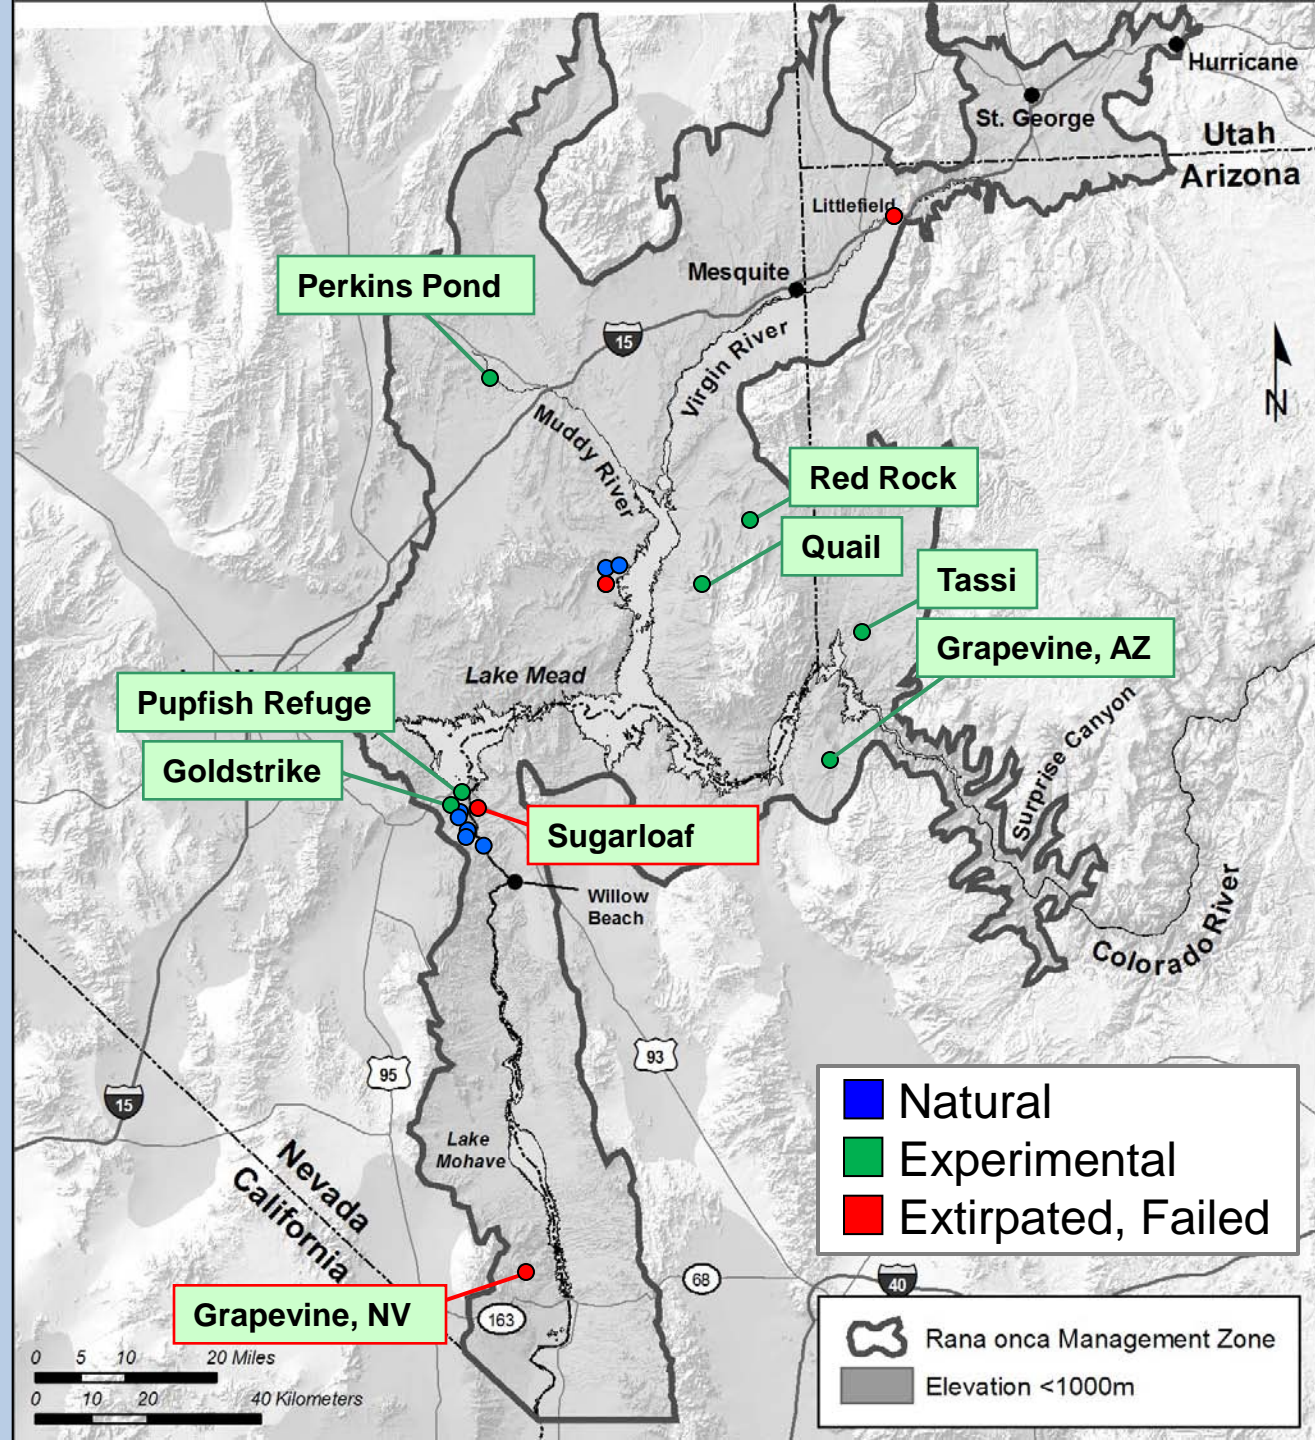 Hurricane
St. George
Utah
Arizona
Littlefield
Perkins Pond
Mesquite
15
Virgin River
N
Muddy River
Red Rock
Quail
Tassi
Grapevine, AZ
Lake Mead
Pupfish Refuge
Goldstrike
Surprise Canyon
Sugarloaf
Willow
Beach
Colorado River
93
95
15
Natural
Experimental
Extirpated, Failed
Lake
Mohave
Nevada
California
68
40
Grapevine, NV
163
Rana onca Management Zone
Elevation <1000m
0 5 10 20 Miles
0 10 20 40 Kilometers